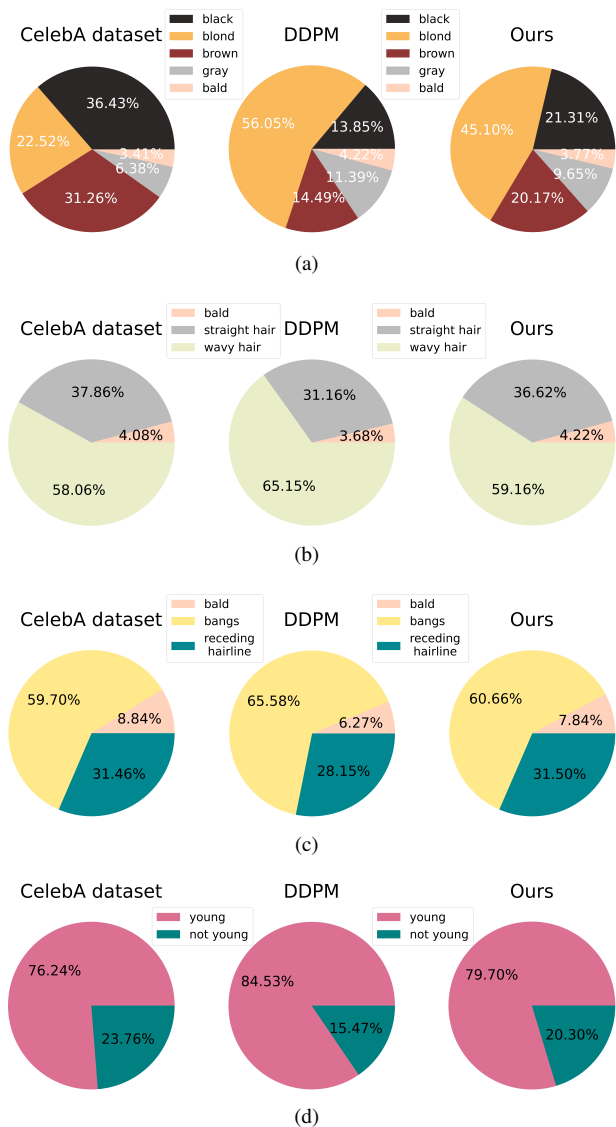 CelebA dataset
black
blond
brown
gray
bald
DDPM
black
blond
brown
gray
bald
Ours
36.43%
22.52%
31.26%
6.38%
3.41%
56.05%
13.85%
4.22%
11.39%
14.49%
45.10%
21.31%
3.77%
9.65%
20.17%
(a)
CelebA dataset
bald
straight hair
wavy hair
DDPM
bald
straight hair
wavy hair
Ours
37.86%
4.08%
58.06%
31.16%
3.68%
65.15%
36.62%
4.22%
59.16%
(b)
CelebA dataset
bald
bangs
receding
hairline
DDPM
bald
bangs
receding
hairline
Ours
59.70%
8.84%
31.46%
65.58%
6.27%
28.15%
60.66%
7.84%
31.50%
(c)
CelebA dataset
young
not young
DDPM
young
not young
Ours
76.24%
23.76%
84.53%
15.47%
79.70%
20.30%
(d)